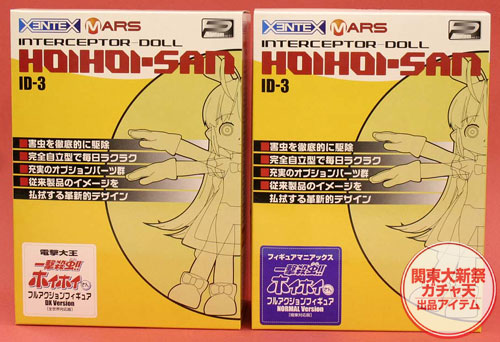 XENTEX MARS
INTERCEPTOR-DOLL
HOIHOI-SAN
ID-3
害虫を徹底的に駆除
完全自立型で毎日ラクラク
充実のオプションパーツ群
従来製品のイメージを
払拭する革新的デザイン
電撃大王
一撃殺虫!!
ホイホイさん
フルアクションフィギュア
DX Version
XENTEX MARS
INTERCEPTOR-DOLL
HOIHOI-SAN
ID-3
害虫を徹底的に駆除
完全自立型で毎日ラクラク
充実のオプションパーツ群
従来製品のイメージを
払拭する革新的デザイン
フィギュアマニアックス
一撃殺虫!!
ホイホイさん
フルアクションフィギュア
NORMAL Version
関東大新祭
ガチャ天
出品アイテム